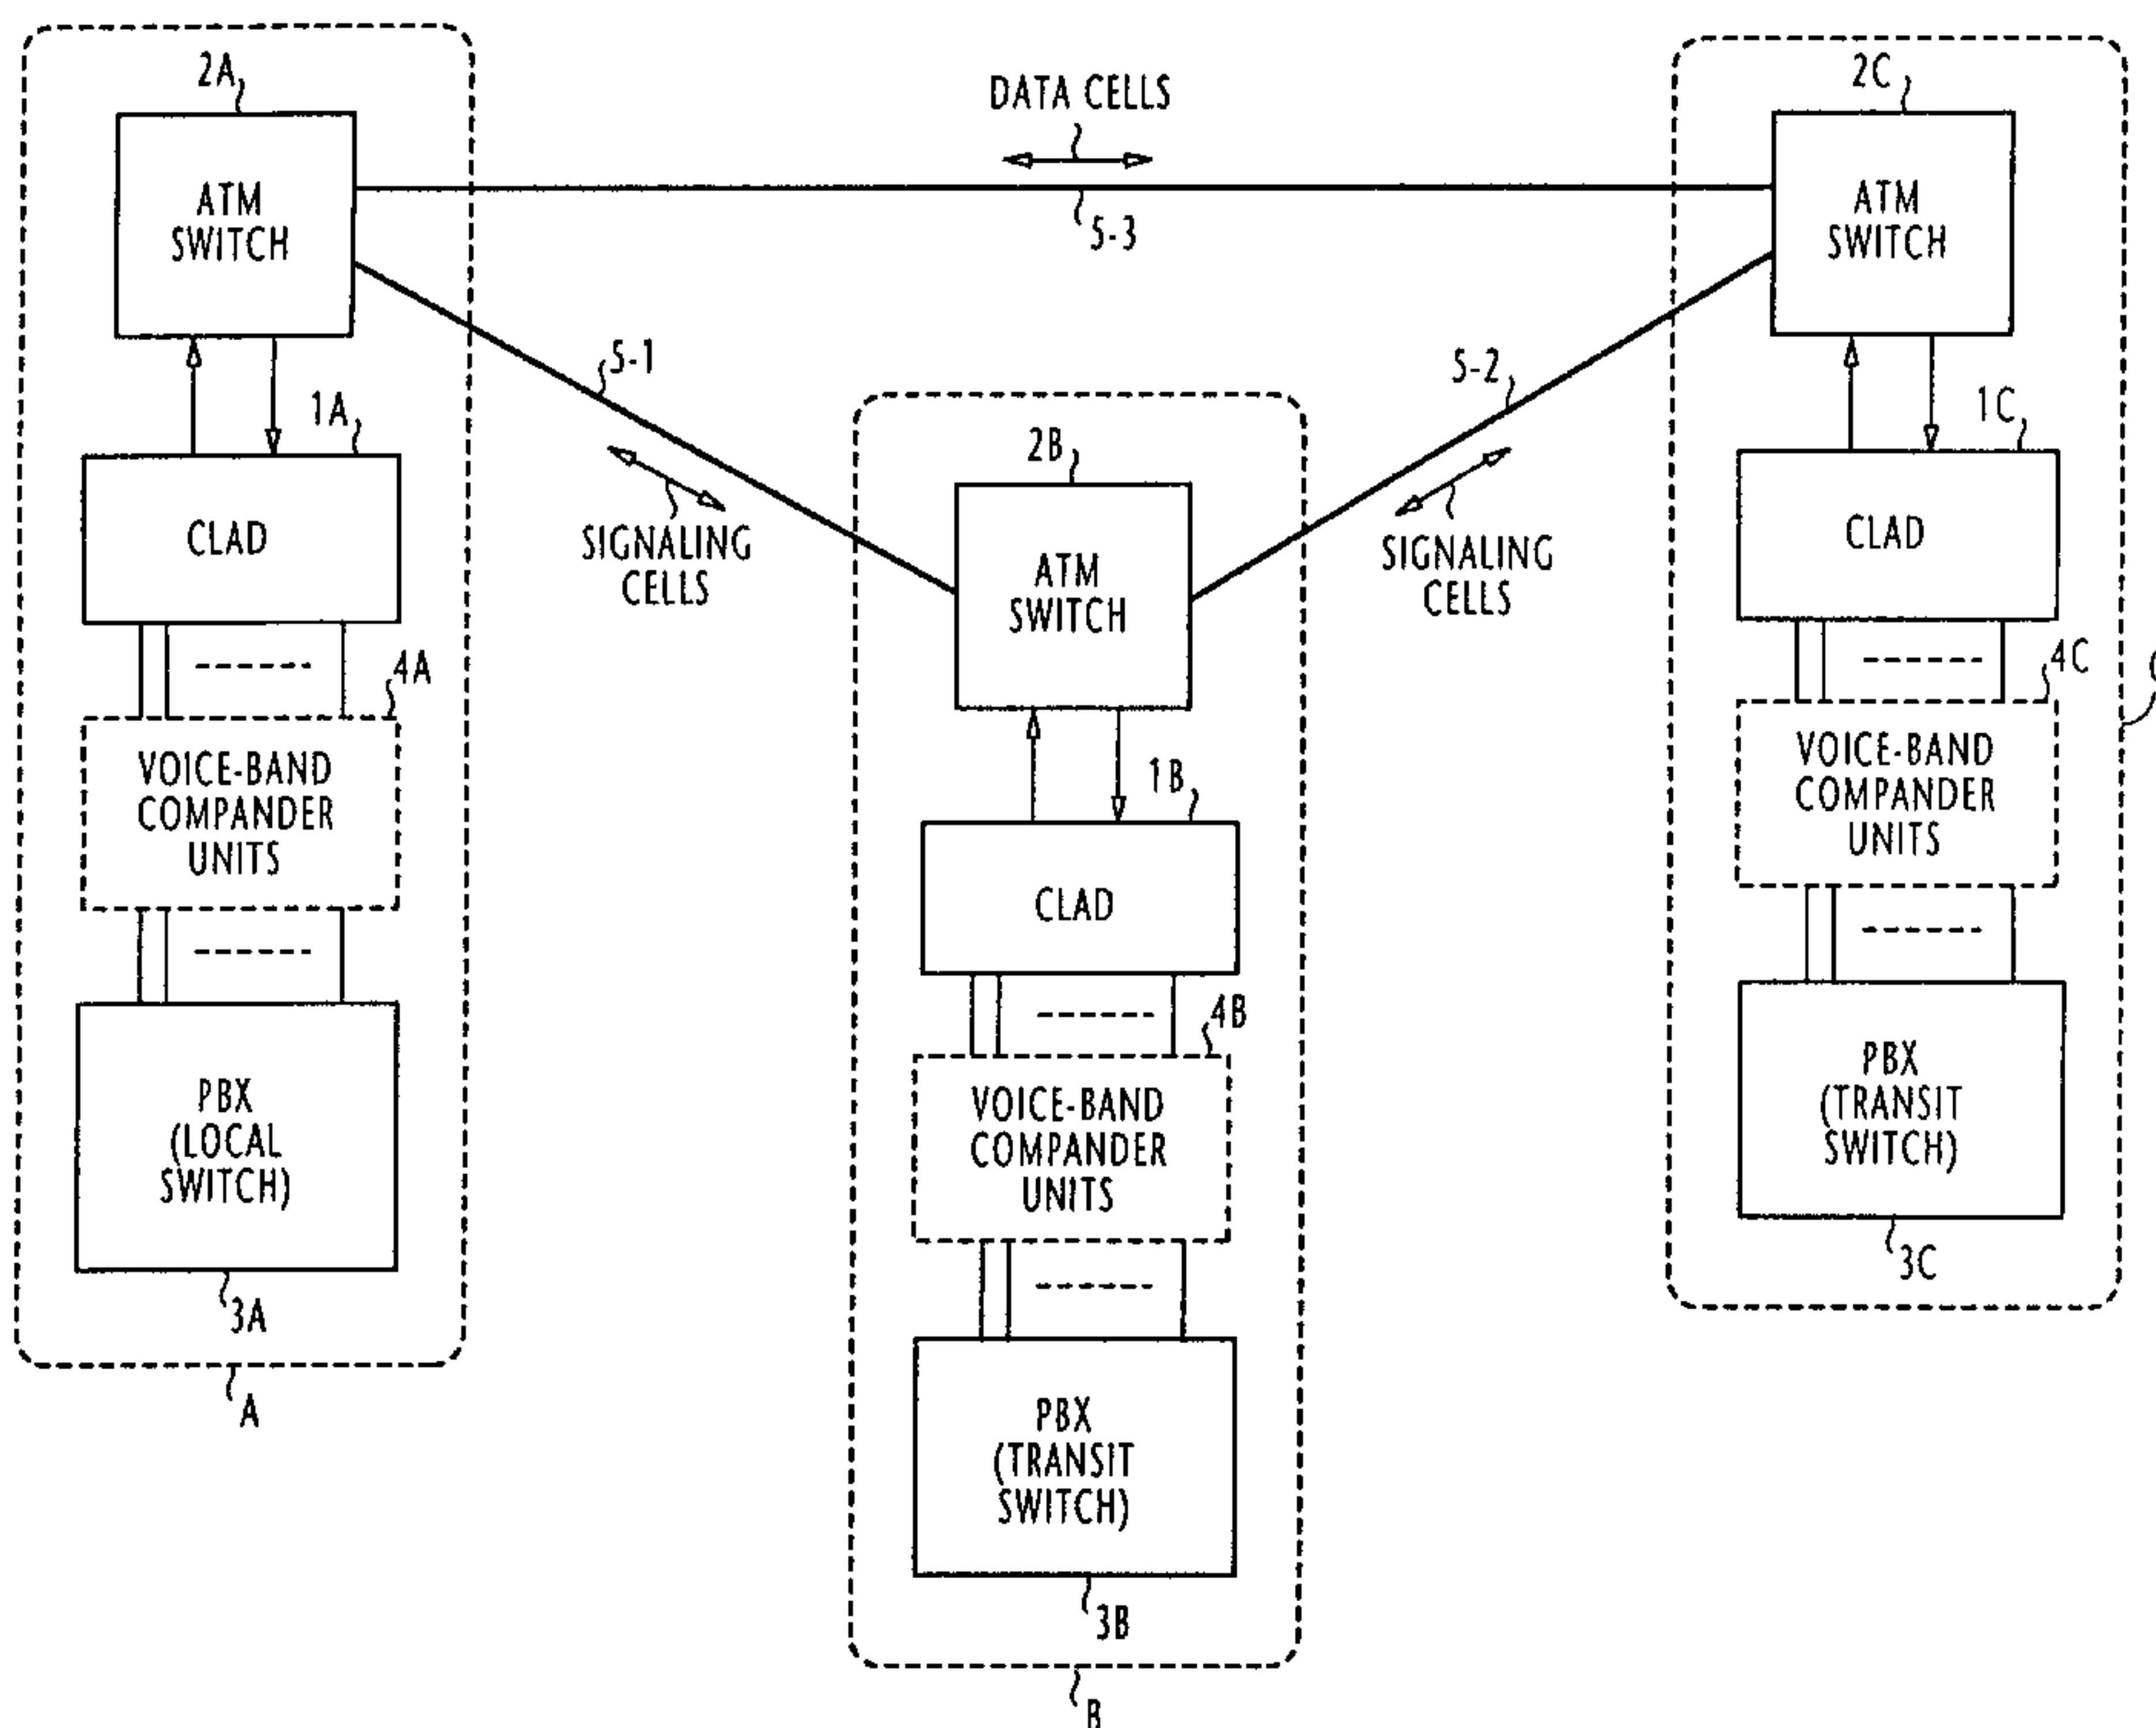 2A
ATM
SWITCH
1A
CLAD
4A
VOICE-BAND
COMPANDER
UNITS
PBX
(LOCAL
SWITCH)
3A
A
DATA CELLS
5-3
5-1
SIGNALING
CELLS
5-2
SIGNALING
CELLS
2B
ATM
SWITCH
1B
CLAD
4B
VOICE-BAND
COMPANDER
UNITS
PBX
(TRANSIT
SWITCH)
3B
B
2C
ATM
SWITCH
1C
CLAD
4C
VOICE-BAND
COMPANDER
UNITS
PBX
(TRANSIT
SWITCH)
3C